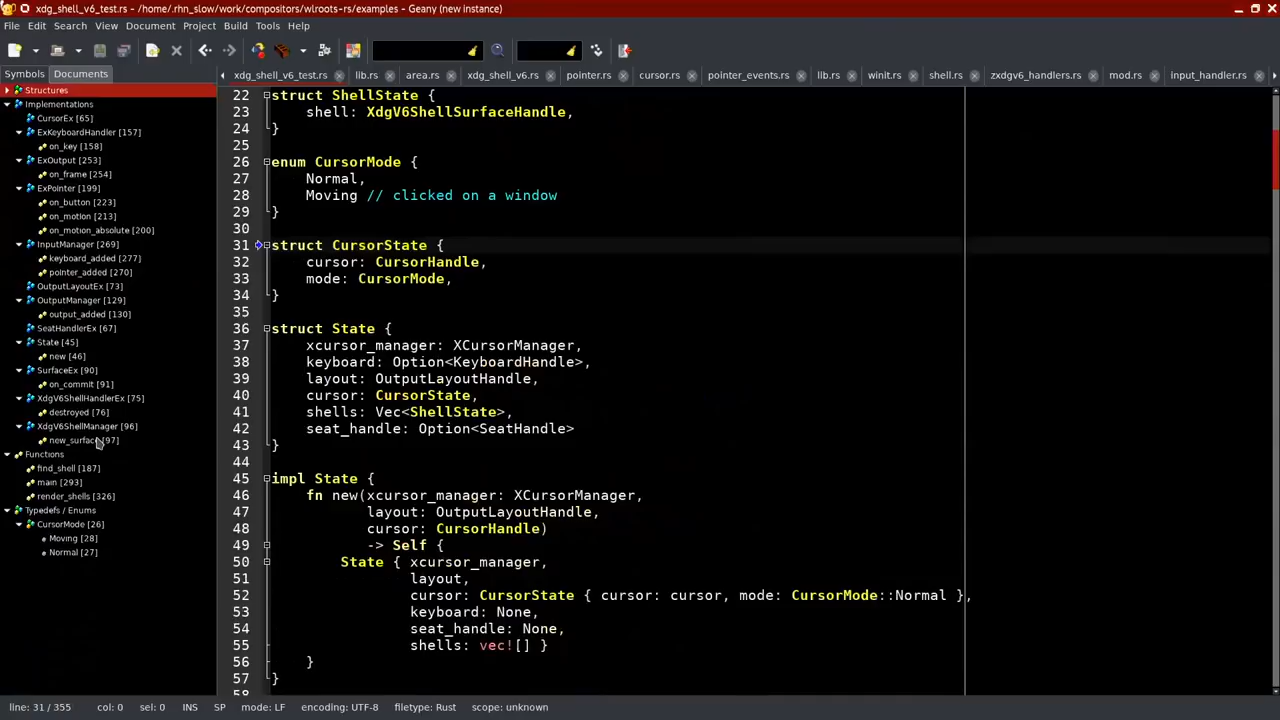 xdg_shell_v6_test.rs - /home/.rhn_slow/work/compositors/wlroots-rs/examples - Geany (new instance)
File Edit Search View Document Project Build Tools Help
Symbols Documents
xdg_shell_v6_test.rs lib.rs area.rs xdg_shell_v6.rs pointer.rs cursor.rs pointer_events.rs lib.rs winit.rs shell.rs zxdgv6_handlers.rs mod.rs input_handler.rs
Structures
Implementations
CursorEx [65]
ExKeyboardHandler [157]
on_key [158]
ExOutput [253]
on_frame [254]
ExPointer [199]
on_button [223]
on_motion [213]
on_motion_absolute [200]
InputManager [269]
keyboard_added [277]
pointer_added [270]
OutputLayoutEx [73]
OutputManager [129]
output_added [130]
SeatHandlerEx [67]
State [45]
new [46]
SurfaceEx [90]
on_commit [91]
XdgV6ShellHandlerEx [75]
destroyed [76]
XdgV6ShellManager [96]
new_surface [97]
Functions
find_shell [187]
main [293]
render_shells [326]
Typedefs / Enums
CursorMode [26]
Moving [28]
Normal [27]
22 struct ShellState {
23 shell: XdgV6ShellSurfaceHandle,
24 }
25
26 enum CursorMode {
27 Normal,
28 Moving // clicked on a window
29 }
30
31 struct CursorState {
32 cursor: CursorHandle,
33 mode: CursorMode,
34 }
35
36 struct State {
37 xcursor_manager: XCursorManager,
38 keyboard: Option<KeyboardHandle>,
39 layout: OutputLayoutHandle,
40 cursor: CursorState,
41 shells: Vec<ShellState>,
42 seat_handle: Option<SeatHandle>
43 }
44
45 impl State {
46 fn new(xcursor_manager: XCursorManager,
47 layout: OutputLayoutHandle,
48 cursor: CursorHandle)
49 -> Self {
50 State { xcursor_manager,
51 layout,
52 cursor: CursorState { cursor: cursor, mode: CursorMode::Normal },
53 keyboard: None,
54 seat_handle: None,
55 shells: vec![] }
56 }
57 }
58
line: 31 / 355 col: 0 sel: 0 INS SP mode: LF encoding: UTF-8 filetype: Rust scope: unknown